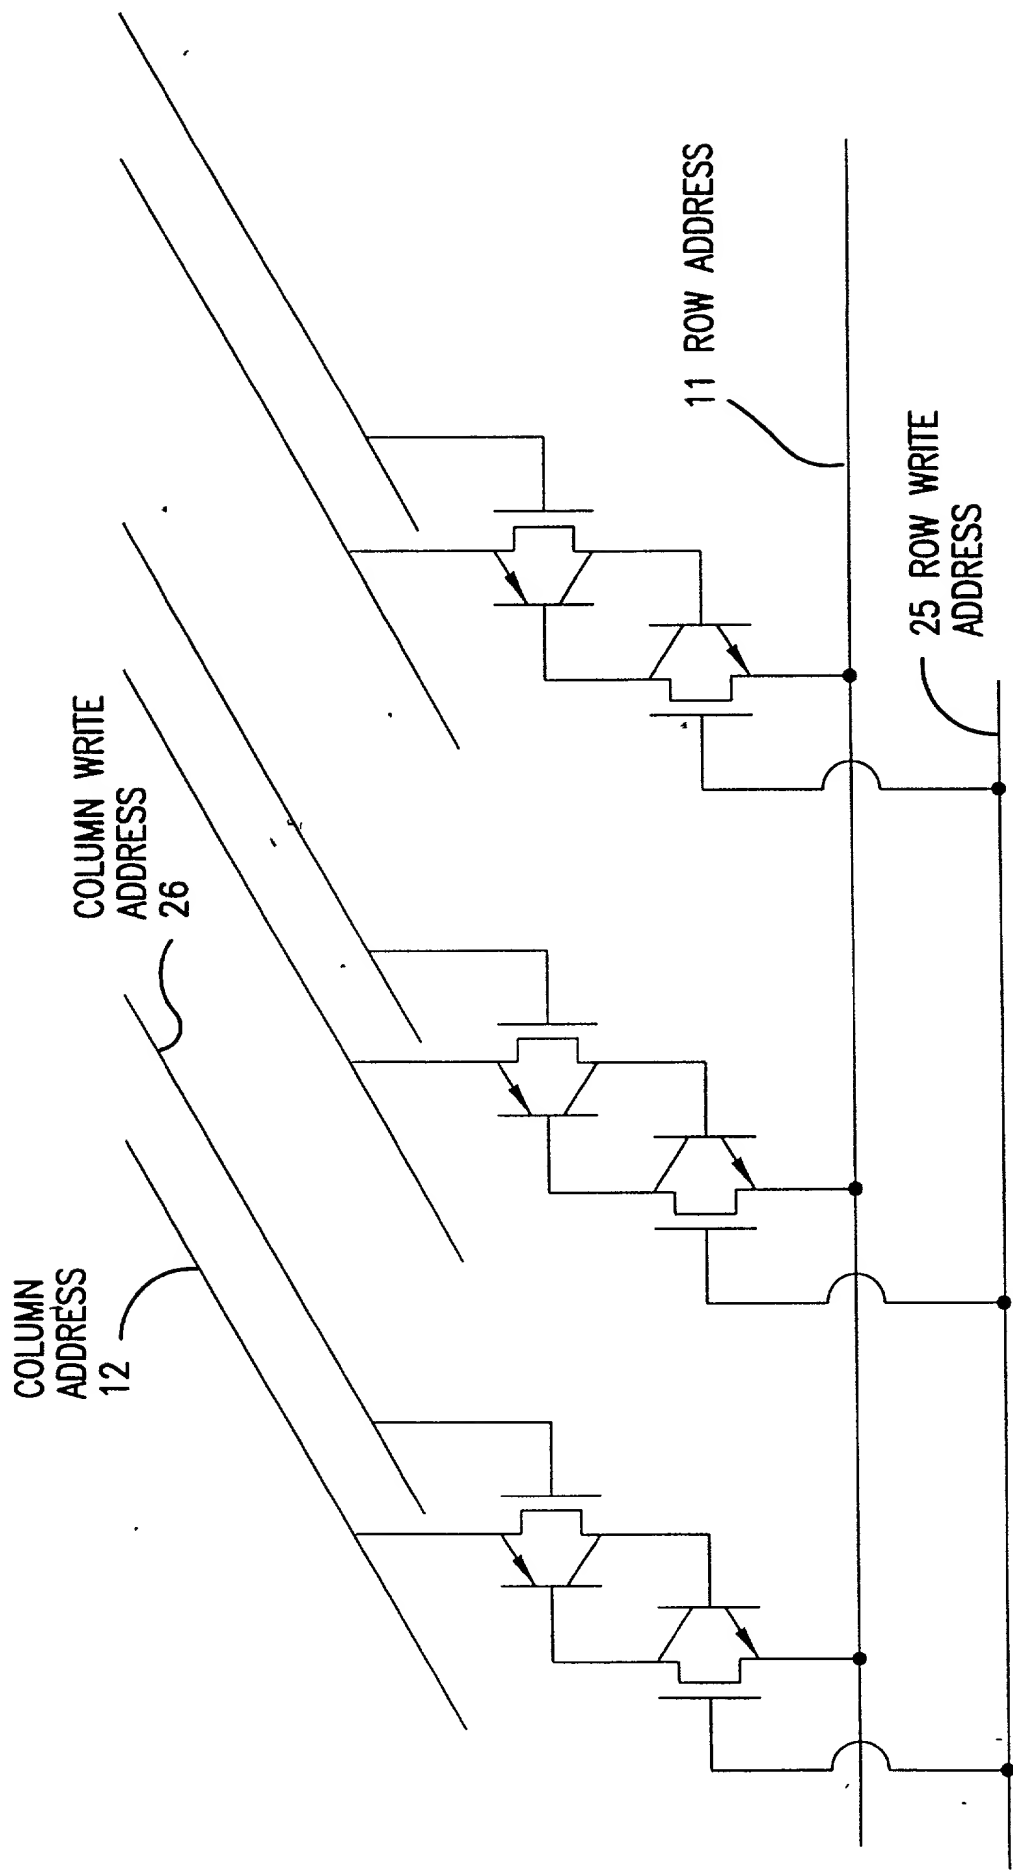 COLUMN
ADDRESS
12
COLUMN WRITE
ADDRESS
26
11 ROW ADDRESS
25 ROW WRITE
ADDRESS